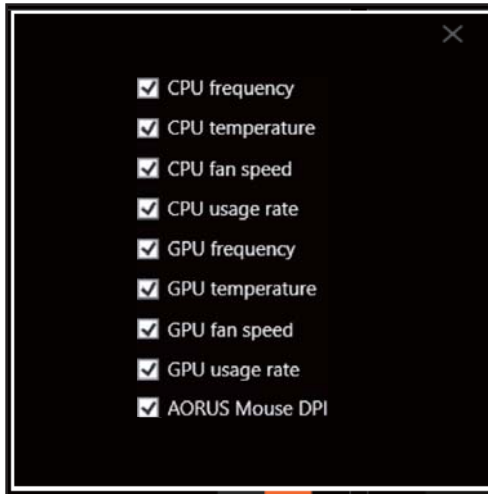 CPU frequency
CPU temperature
CPU fan speed
CPU usage rate
GPU frequency
GPU temperature
GPU fan speed
GPU usage rate
AORUS Mouse DPI